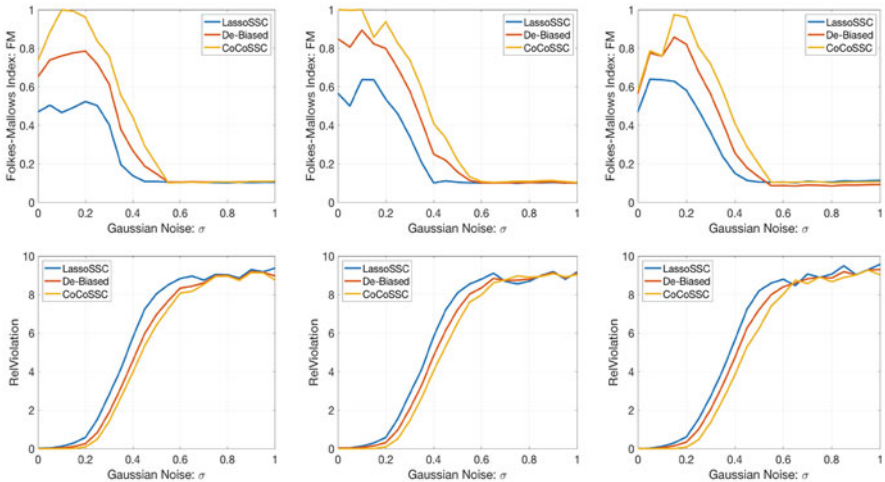 Folkes-Mallows Index: FM
1
0.8
0.6
0.4
0.2
0
0 0.2 0.4 0.6 0.8 1
Gaussian Noise: σ
LassoSSC
De-Biased
CoCoSSC
Folkes-Mallows Index: FM
1
0.8
0.6
0.4
0.2
0
0 0.2 0.4 0.6 0.8 1
Gaussian Noise: σ
LassoSSC
De-Biased
CoCoSSC
Folkes-Mallows Index: FM
1
0.8
0.6
0.4
0.2
0
0 0.2 0.4 0.6 0.8 1
Gaussian Noise: σ
LassoSSC
De-Biased
CoCoSSC
RelViolation
10
8
6
4
2
0
0 0.2 0.4 0.6 0.8 1
Gaussian Noise: σ
LassoSSC
De-Biased
CoCoSSC
RelViolation
10
8
6
4
2
0
0 0.2 0.4 0.6 0.8 1
Gaussian Noise: σ
LassoSSC
De-Biased
CoCoSSC
RelViolation
10
8
6
4
2
0
0 0.2 0.4 0.6 0.8 1
Gaussian Noise: σ
LassoSSC
De-Biased
CoCoSSC